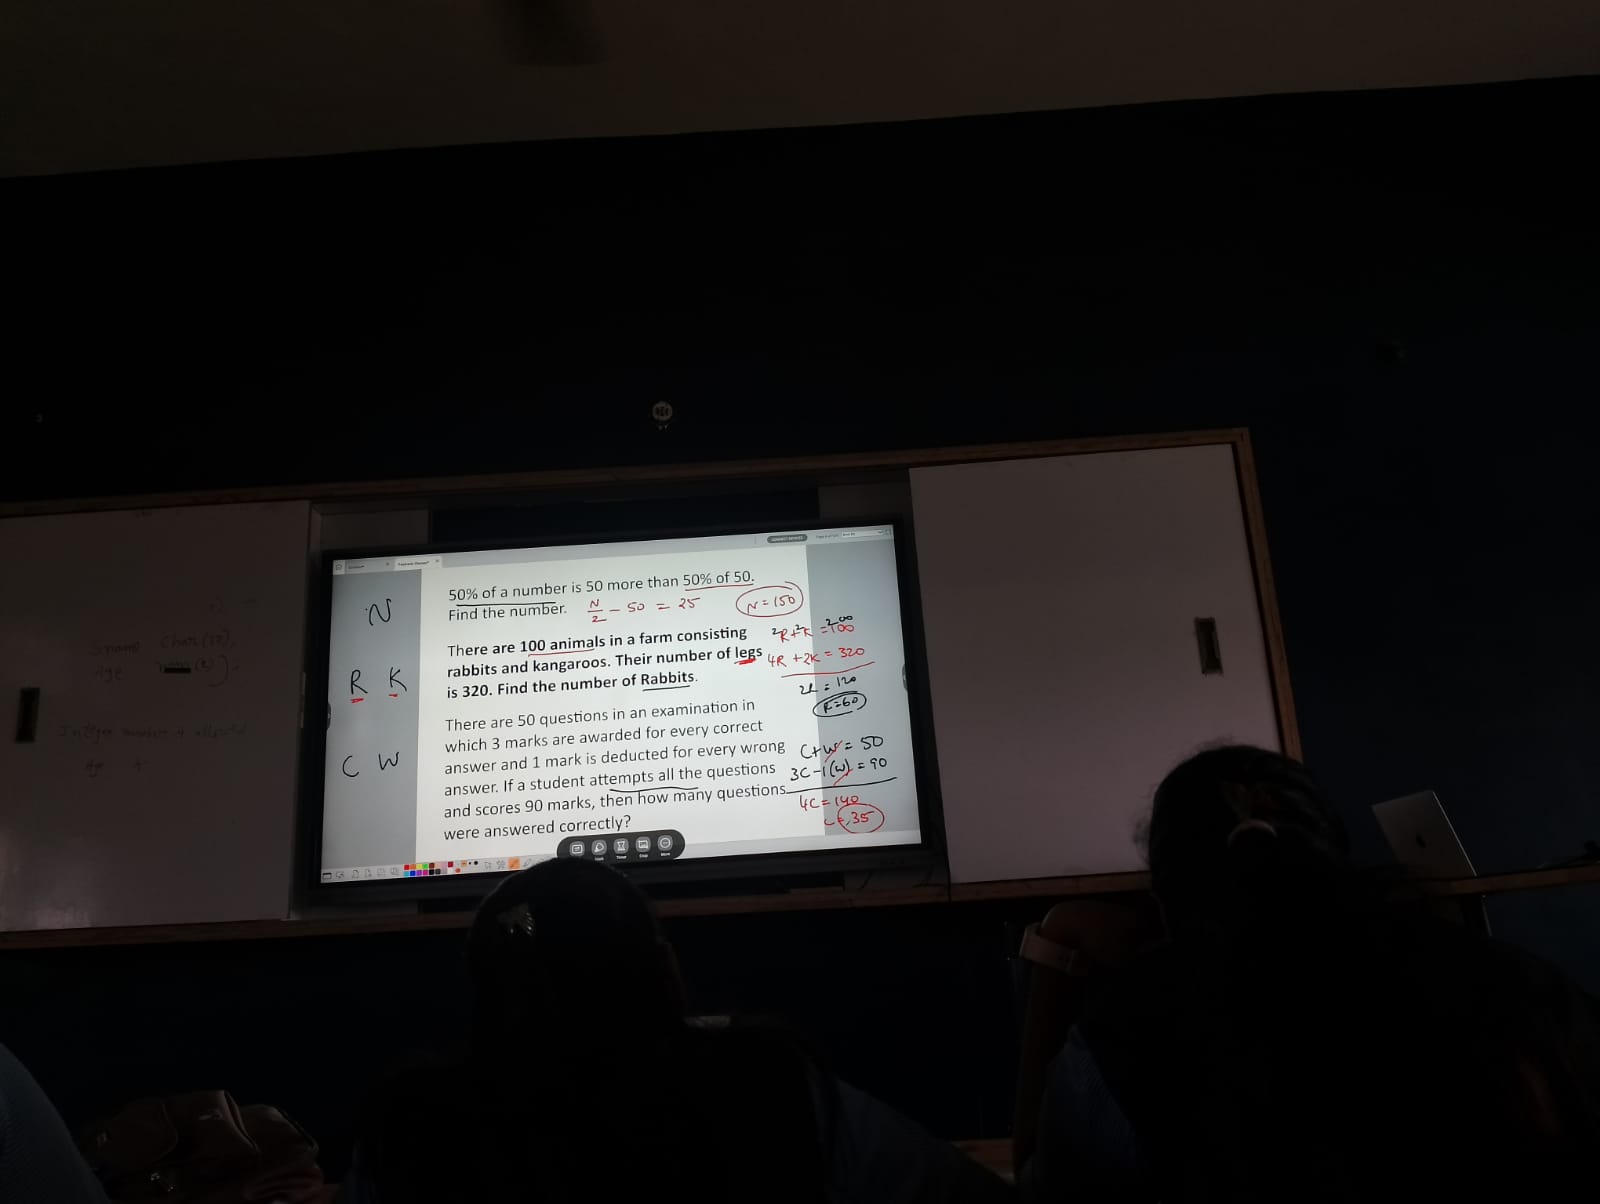 50% of a number is 50 more than 50% of 50.
Find the number. N/2 - 50 = 25 N=150
There are 100 animals in a farm consisting
rabbits and kangaroos. Their number of legs
is 320. Find the number of Rabbits.
2R+2K =100 200
4R +2K = 320
2R = 120
R=60
There are 50 questions in an examination in
which 3 marks are awarded for every correct
answer and 1 mark is deducted for every wrong
answer. If a student attempts all the questions
and scores 90 marks, then how many questions
were answered correctly?
C+W = 50
3C-1(W) = 90
4C=140
C=35
N
R K
C W
Char(
Age